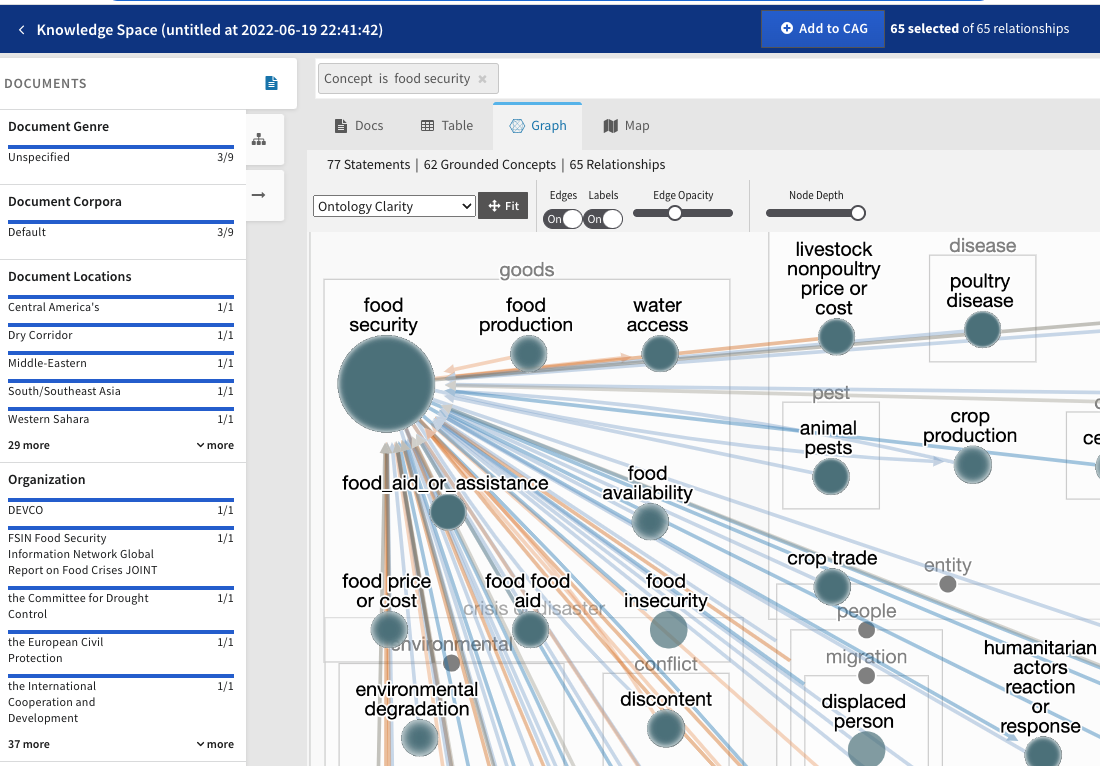 Knowledge Space (untitled at 2022-06-19 22:41:42)
Add to CAG
65 selected of 65 relationships
DOCUMENTS
Document Genre
Unspecified 3/9
Document Corpora
Default 3/9
Document Locations
Central America's 1/1
Dry Corridor 1/1
Middle-Eastern 1/1
South/Southeast Asia 1/1
Western Sahara 1/1
29 more more
Organization
DEVCO 1/1
FSIN Food Security 1/1
Information Network Global
Report on Food Crises JOINT
the Committee for Drought 1/1
Control
the European Civil 1/1
Protection
the International 1/1
Cooperation and
Development
37 more more
Concept is food security
Docs
Table
Graph
Map
77 Statements | 62 Grounded Concepts | 65 Relationships
Ontology Clarity
Fit
Edges
On
Labels
On
Edge Opacity
Node Depth
goods
food
security
food
production
water
access
livestock
nonpoultry
price or
cost
disease
poultry
disease
pest
animal
pests
crop
production
ce
food_aid_or_assistance
food
availability
crop trade
entity
food price
or cost
food food
aid
food
insecurity
crisis or disaster
people
environmental
conflict
migration
humanitarian
actors
reaction
or
response
environmental
degradation
discontent
displaced
person